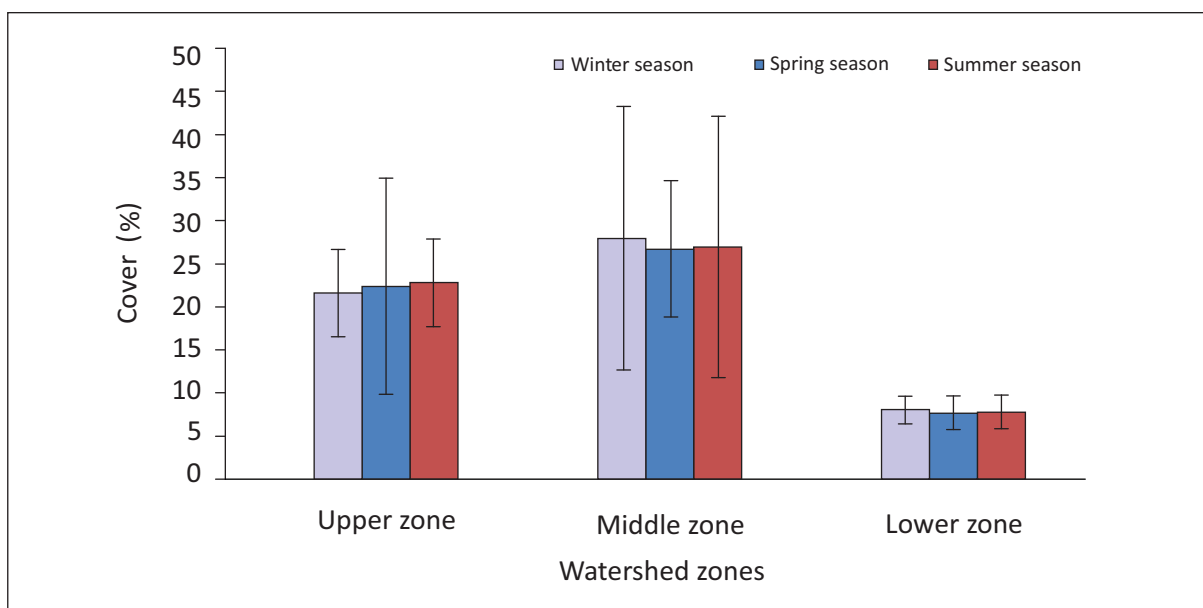 50
45
40
35
30
25
20
15
10
5
0
Cover (%)
Winter season Spring season Summer season
Upper zone Middle zone Lower zone
Watershed zones